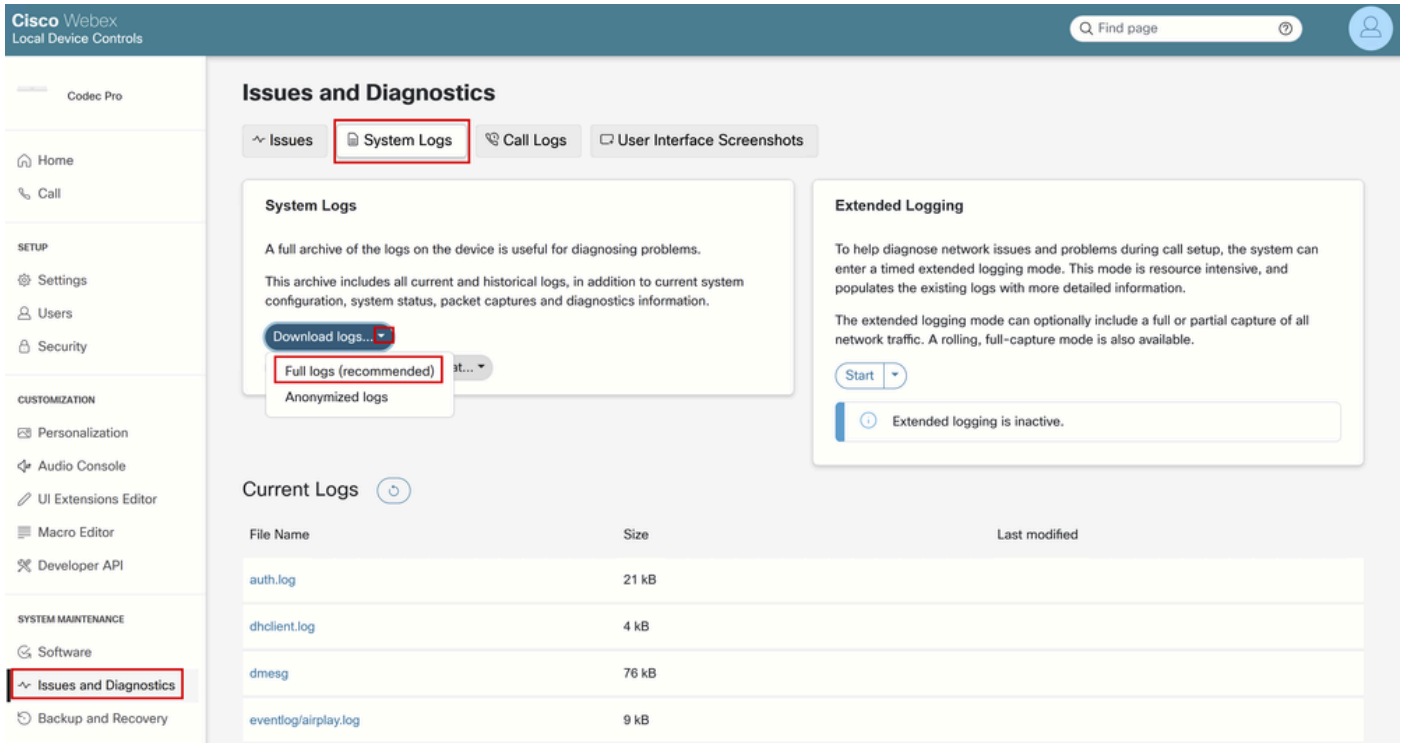 Cisco Webex
Local Device Controls
Find page
Codec Pro
Home
Call
SETUP
Settings
Users
Security
CUSTOMIZATION
Personalization
Audio Console
UI Extensions Editor
Macro Editor
Developer API
SYSTEM MAINTENANCE
Software
Issues and Diagnostics
Backup and Recovery
Issues and Diagnostics
Issues
System Logs
Call Logs
User Interface Screenshots
System Logs
A full archive of the logs on the device is useful for diagnosing problems.
This archive includes all current and historical logs, in addition to current system
configuration, system status, packet captures and diagnostics information.
Download logs...
Full logs (recommended)
at...
Anonymized logs
Extended Logging
To help diagnose network issues and problems during call setup, the system can
enter a timed extended logging mode. This mode is resource intensive, and
populates the existing logs with more detailed information.
The extended logging mode can optionally include a full or partial capture of all
network traffic. A rolling, full-capture mode is also available.
Start
Extended logging is inactive.
Current Logs
File Name Size Last modified
auth.log 21 kB
dhclient.log 4 kB
dmesg 76 kB
eventlog/airplay.log 9 kB